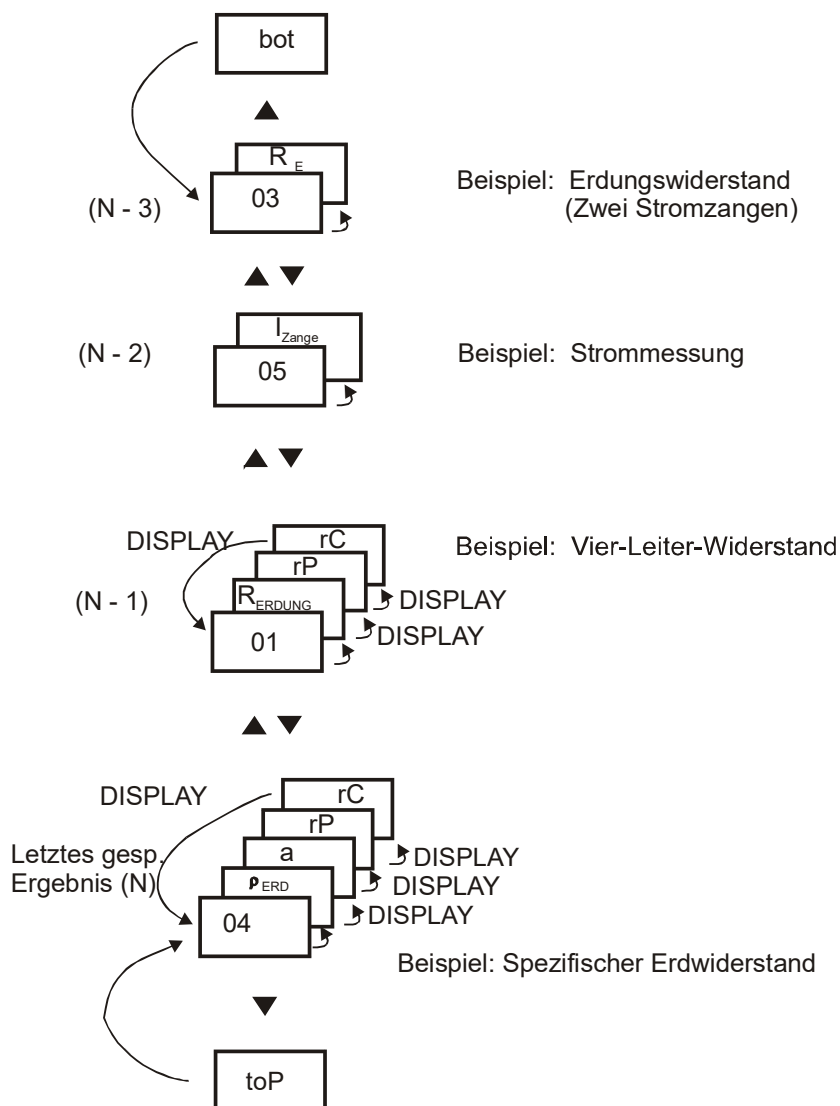 bot
R E
03
(N - 3)
Beispiel: Erdungswiderstand
(Zwei Stromzangen)
I Zange
05
(N - 2)
Beispiel: Strommessung
DISPLAY
rC
Beispiel: Vier-Leiter-Widerstand
rP
R ERDUNG
DISPLAY
(N - 1)
DISPLAY
01
DISPLAY
rC
rP
Letztes gesp.
Ergebnis (N)
a
DISPLAY
ρ ERD
DISPLAY
04
DISPLAY
Beispiel: Spezifischer Erdwiderstand
toP